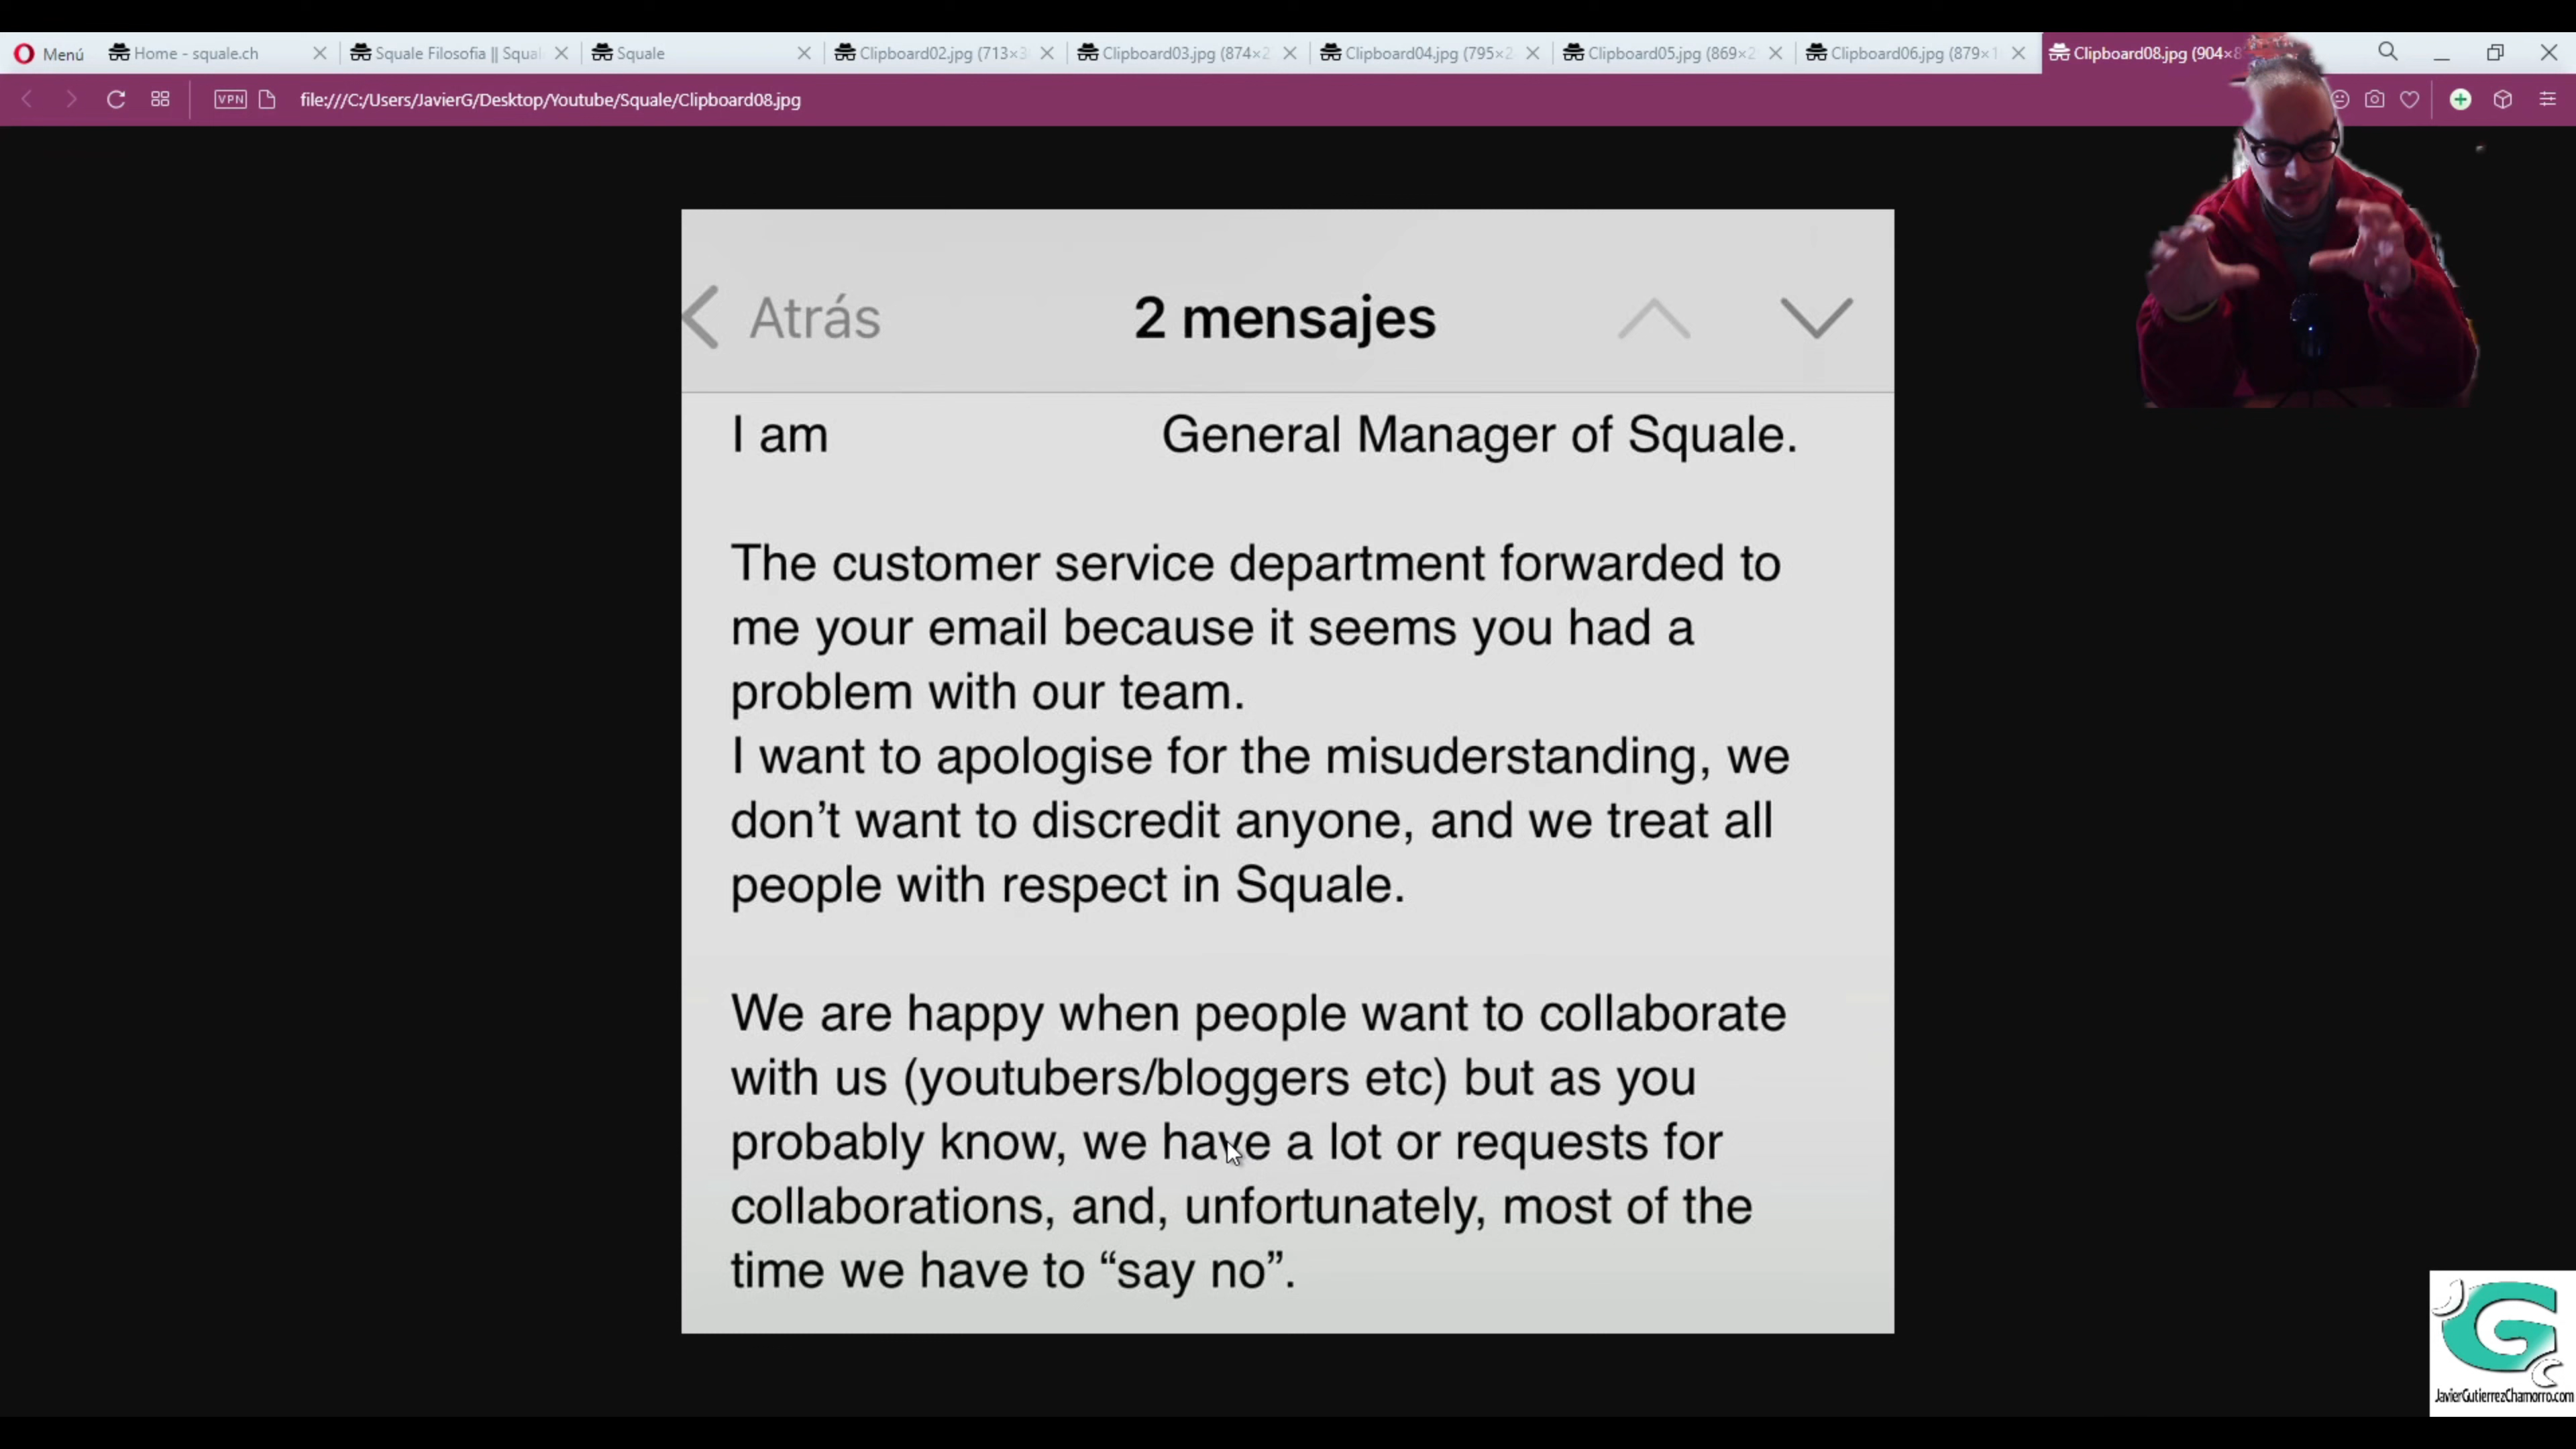 Menú
Home - squale.ch
Squale Filosofia || Squal
Squale
Clipboard02.jpg (713×3
Clipboard03.jpg (874×2
Clipboard04.jpg (795×2
Clipboard05.jpg (869×2
Clipboard06.jpg (879×1
Clipboard08.jpg (904×8
VPN
file:///C:/Users/JavierG/Desktop/Youtube/Squale/Clipboard08.jpg
Atrás
2 mensajes
I am General Manager of Squale.
The customer service department forwarded to
me your email because it seems you had a
problem with our team.
I want to apologise for the misuderstanding, we
don’t want to discredit anyone, and we treat all
people with respect in Squale.
We are happy when people want to collaborate
with us (youtubers/bloggers etc) but as you
probably know, we have a lot or requests for
collaborations, and, unfortunately, most of the
time we have to “say no”.
G
JavierGutierrezChamorro.com